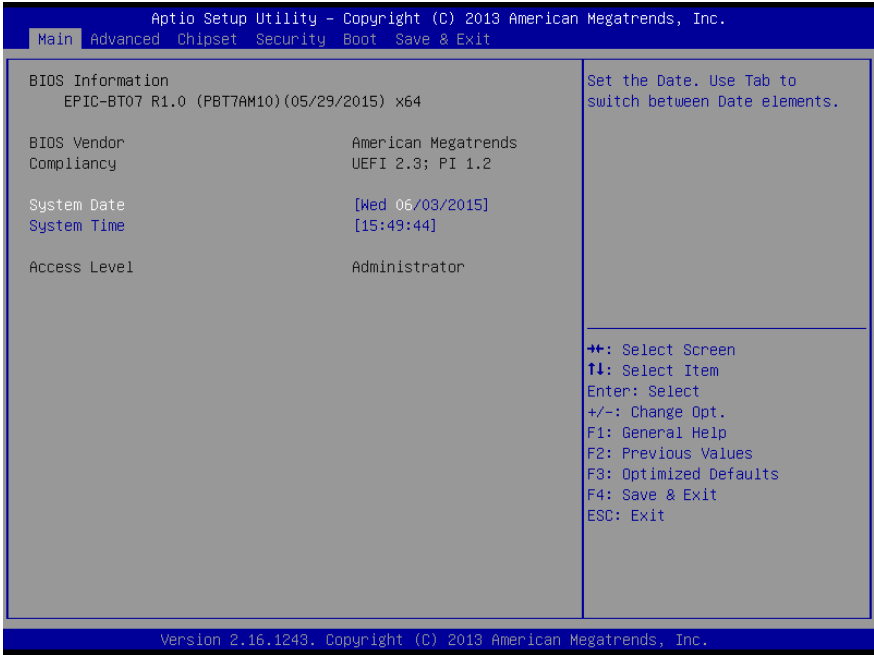 Aptio Setup Utility – Copyright (C) 2013 American Megatrends, Inc.
Main Advanced Chipset Security Boot Save & Exit
BIOS Information
EPIC-BT07 R1.0 (PBT7AM10)(05/29/2015) x64
BIOS Vendor American Megatrends
Compliancy UEFI 2.3; PI 1.2
System Date [Wed 06/03/2015]
System Time [15:49:44]
Access Level Administrator
Set the Date. Use Tab to
switch between Date elements.
→←: Select Screen
↑↓: Select Item
Enter: Select
+/-: Change Opt.
F1: General Help
F2: Previous Values
F3: Optimized Defaults
F4: Save & Exit
ESC: Exit
Version 2.16.1243. Copyright (C) 2013 American Megatrends, Inc.